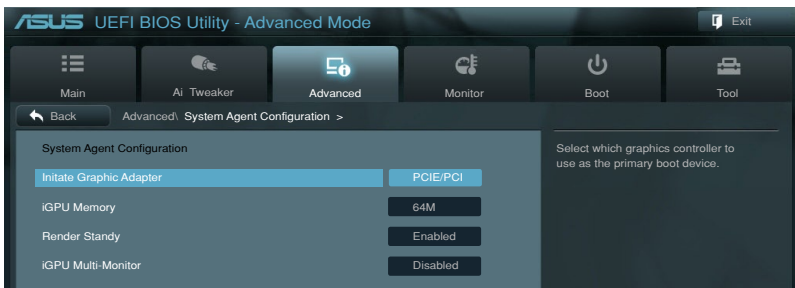 ASUS UEFI BIOS Utility - Advanced Mode
Exit
Main
Ai Tweaker
Advanced
Monitor
Boot
Tool
Back
Advanced\ System Agent Configuration >
System Agent Configuration
Initate Graphic Adapter PCIE/PCI
iGPU Memory 64M
Render Standy Enabled
iGPU Multi-Monitor Disabled
Select which graphics controller to
use as the primary boot device.